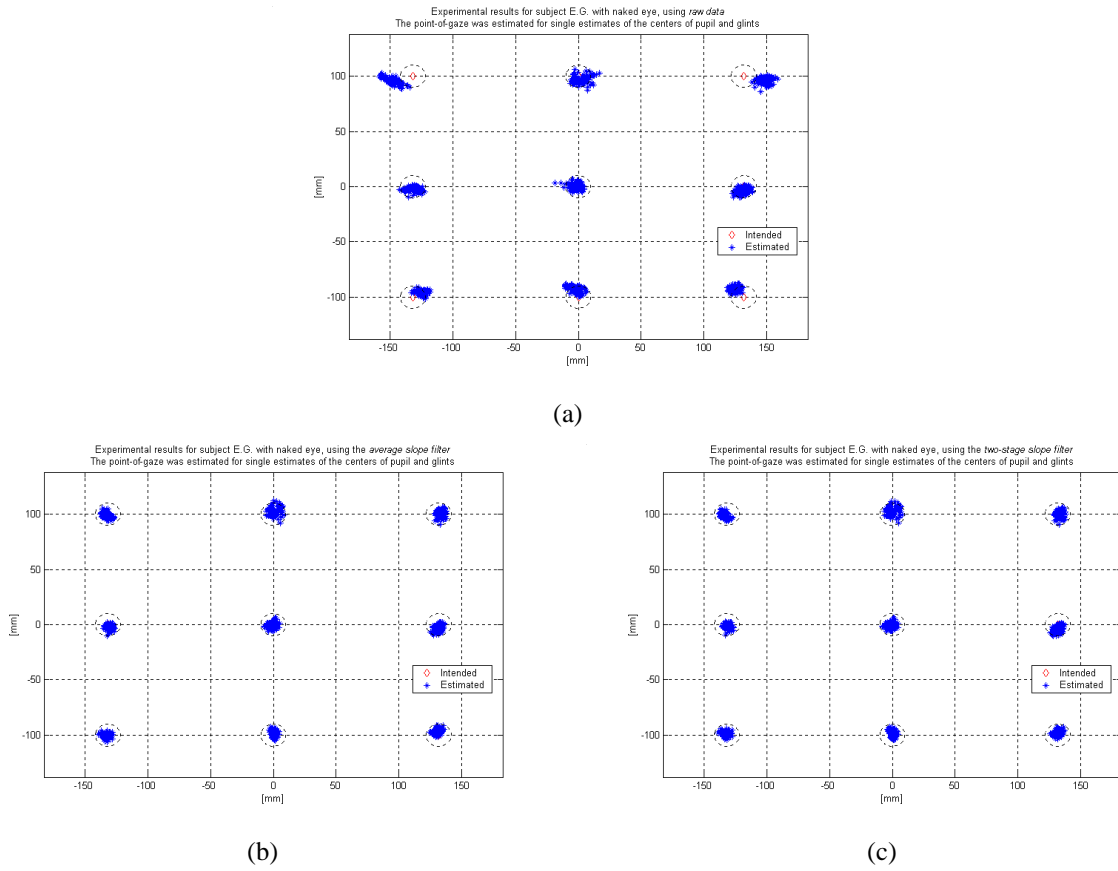 Experimental results for subject E.G. with naked eye, using raw data
The point-of-gaze was estimated for single estimates of the centers of pupil and glints
100
50
0
-50
-100
[mm]
Intended
Estimated
-150 -100 -50 0 50 100 150
[mm]
(a)
Experimental results for subject E.G. with naked eye, using the average slope filter
The point-of-gaze was estimated for single estimates of the centers of pupil and glints
100
50
0
-50
-100
[mm]
Intended
Estimated
-150 -100 -50 0 50 100 150
[mm]
(b)
Experimental results for subject E.G. with naked eye, using the two-stage slope filter
The point-of-gaze was estimated for single estimates of the centers of pupil and glints
100
50
0
-50
-100
[mm]
Intended
Estimated
-150 -100 -50 0 50 100 150
[mm]
(c)